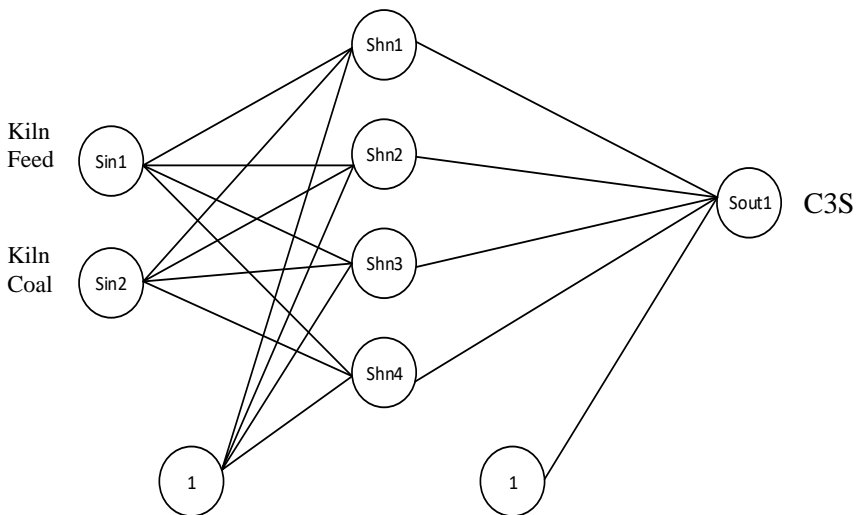 Shn1
Kiln
Feed
Sin1
Shn2
Sout1
C3S
Kiln
Coal
Sin2
Shn3
Shn4
1
1